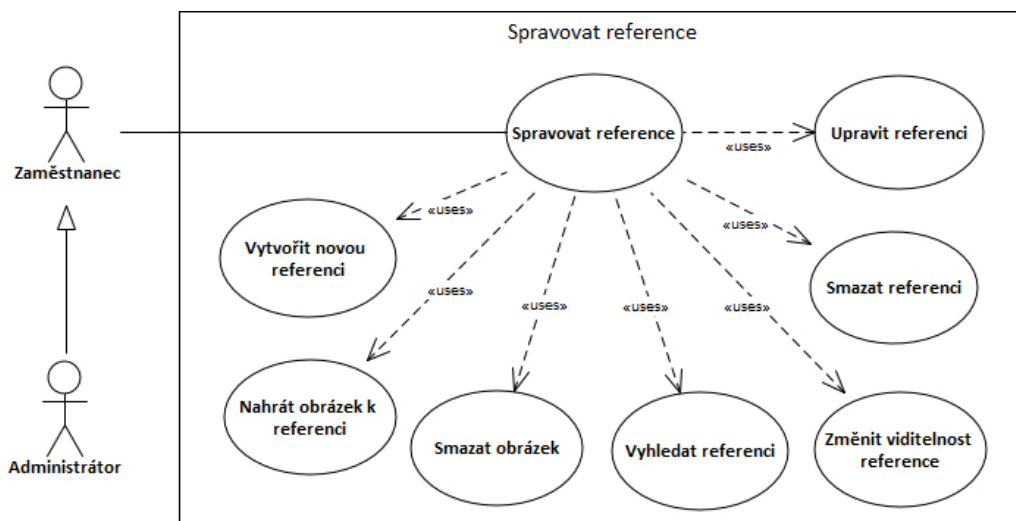 Spravovat reference
Zaměstnanec
Spravovat reference
«uses»
Upravit referenci
«uses»
Vytvořit novou
referenci
«uses»
Smazat referenci
«uses»
«uses»
«uses»
«uses»
Administrátor
Nahrát obrázek k
referenci
Smazat obrázek
Vyhledat referenci
Změnit viditelnost
reference